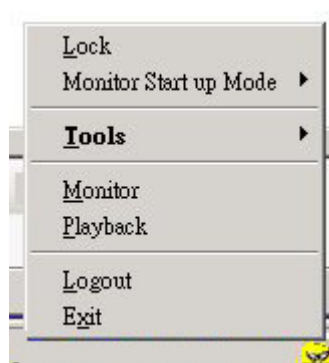 Lock
Monitor Start up Mode
Tools
Monitor
Playback
Logout
Exit